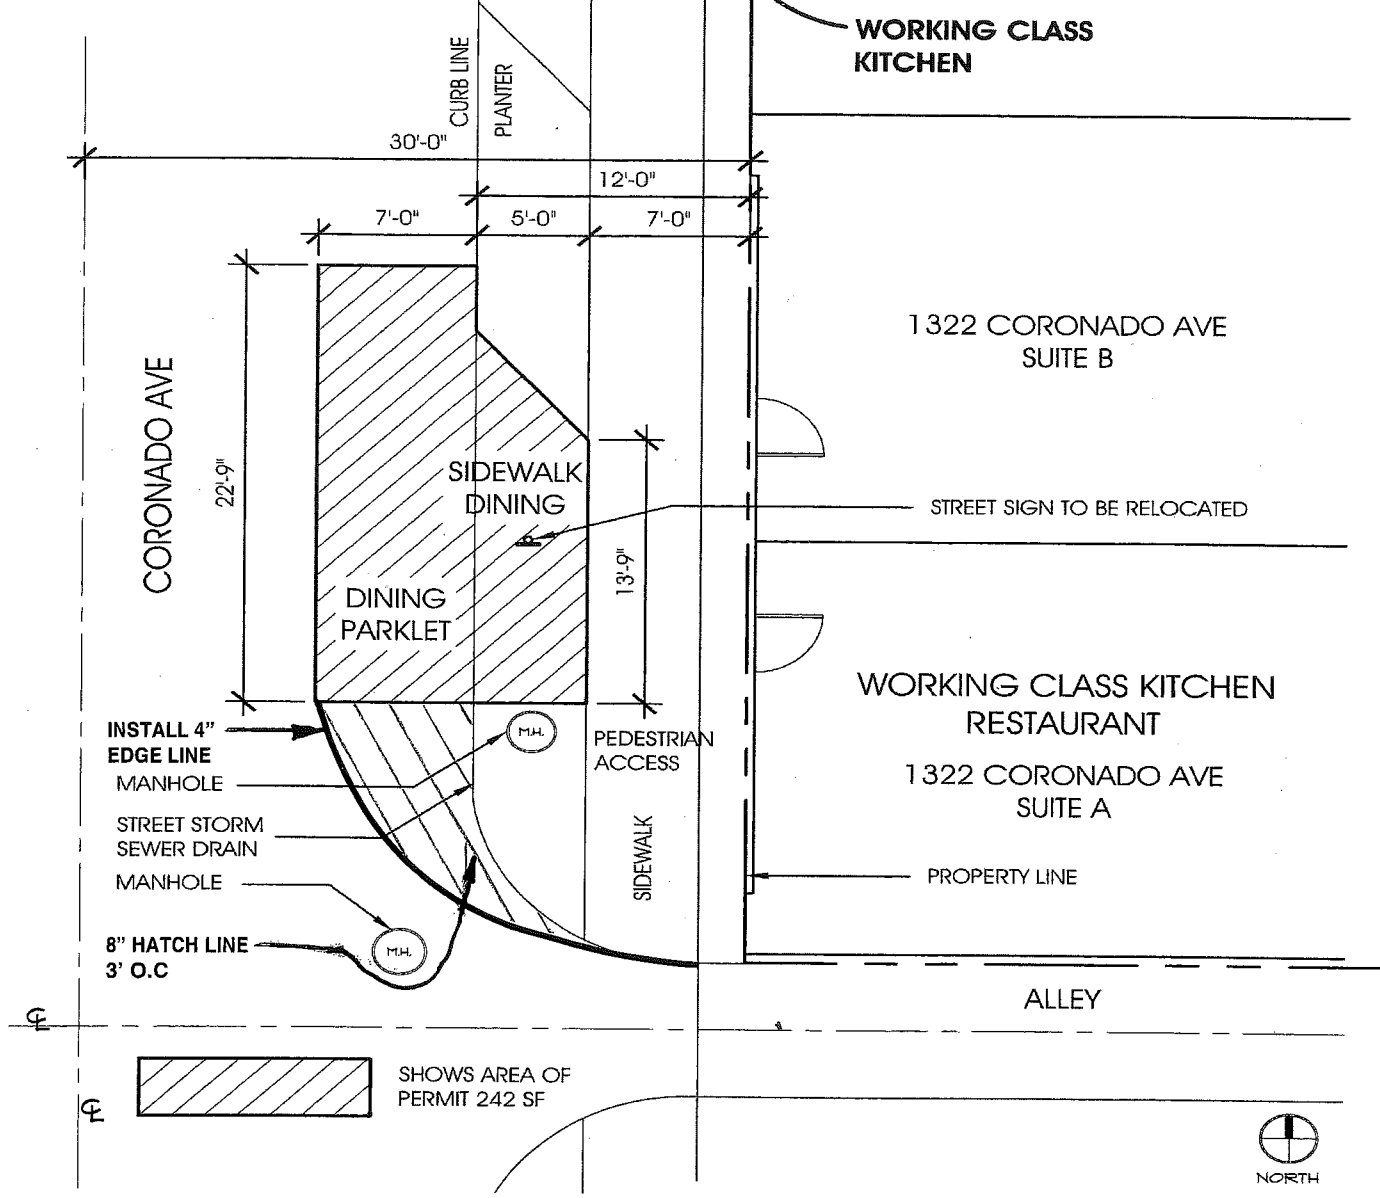 WORKING CLASS
KITCHEN
CURB LINE
PLANTER
30'-0"
12'-0"
7'-0"
5'-0"
7'-0"
1322 CORONADO AVE
SUITE B
CORONADO AVE
22'-9"
SIDEWALK
DINING
STREET SIGN TO BE RELOCATED
13'-9"
DINING
PARKLET
WORKING CLASS KITCHEN
RESTAURANT
1322 CORONADO AVE
SUITE A
INSTALL 4”
EDGE LINE
M.H.
PEDESTRIAN
ACCESS
MANHOLE
STREET STORM
SEWER DRAIN
SIDEWALK
MANHOLE
PROPERTY LINE
8” HATCH LINE
3’ O.C
M.H.
ALLEY
℄
SHOWS AREA OF
PERMIT 242 SF
℄
NORTH